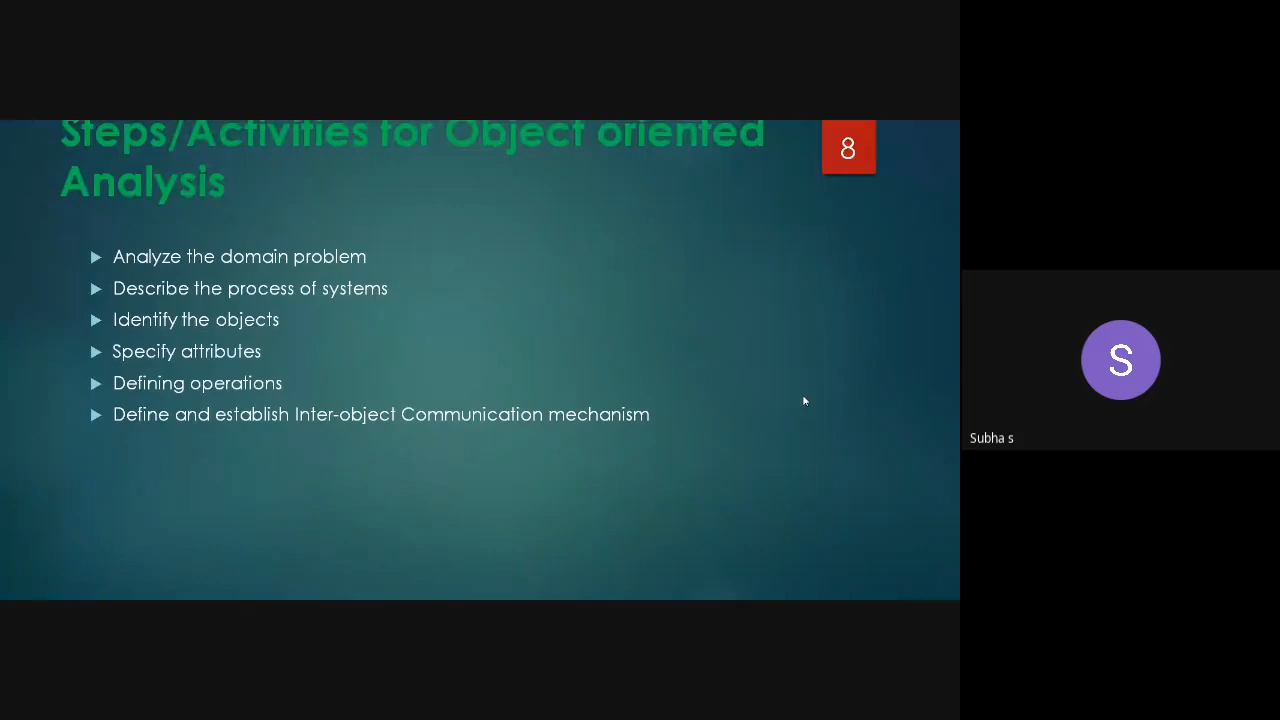 Steps/Activities for Object oriented
Analysis
8
Analyze the domain problem
Describe the process of systems
Identify the objects
Specify attributes
Defining operations
Define and establish Inter-object Communication mechanism
S
Subha s